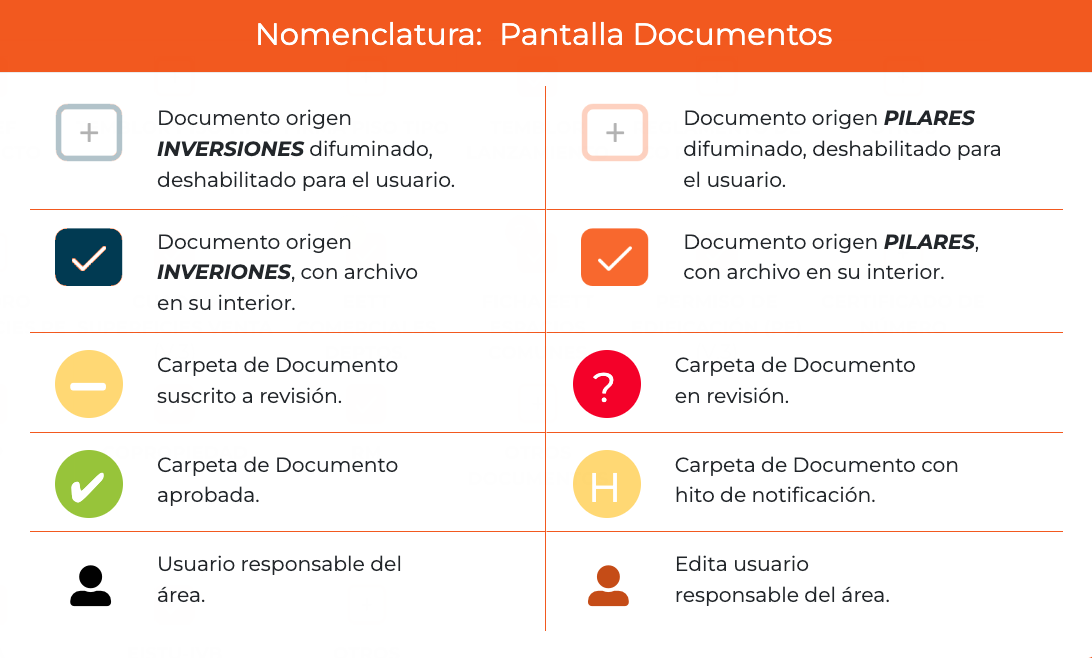 Nomenclatura: Pantalla Documentos
Documento origen
INVERSIONES difuminado,
deshabilitado para el usuario.
Documento origen PILARES
difuminado, deshabilitado para
el usuario.
Documento origen
INVERIONES, con archivo
en su interior.
Documento origen PILARES,
con archivo en su interior.
Carpeta de Documento
suscrito a revisión.
?
Carpeta de Documento
en revisión.
Carpeta de Documento
aprobada.
H
Carpeta de Documento con
hito de notificación.
Usuario responsable del
área.
Edita usuario
responsable del área.